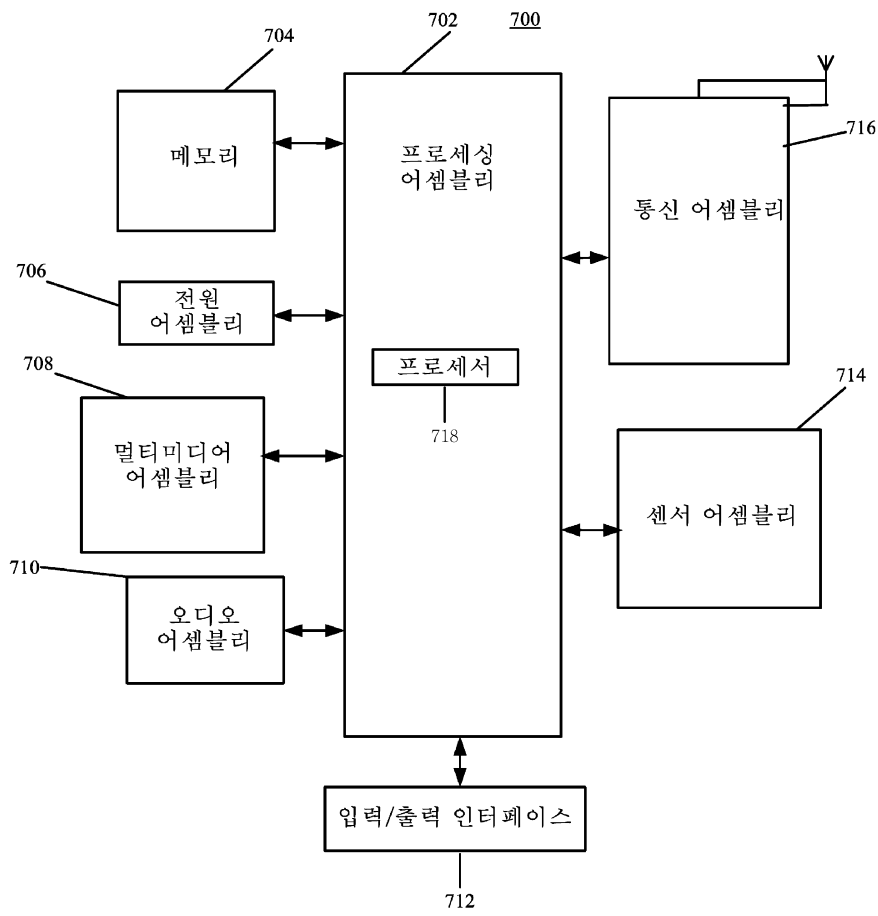 702
700
704
메모리
프로세싱
어셈블리
716
통신 어셈블리
706
전원
어셈블리
708
프로세서
718
714
멀티미디어
어셈블리
센서 어셈블리
710
오디오
어셈블리
입력/출력 인터페이스
712